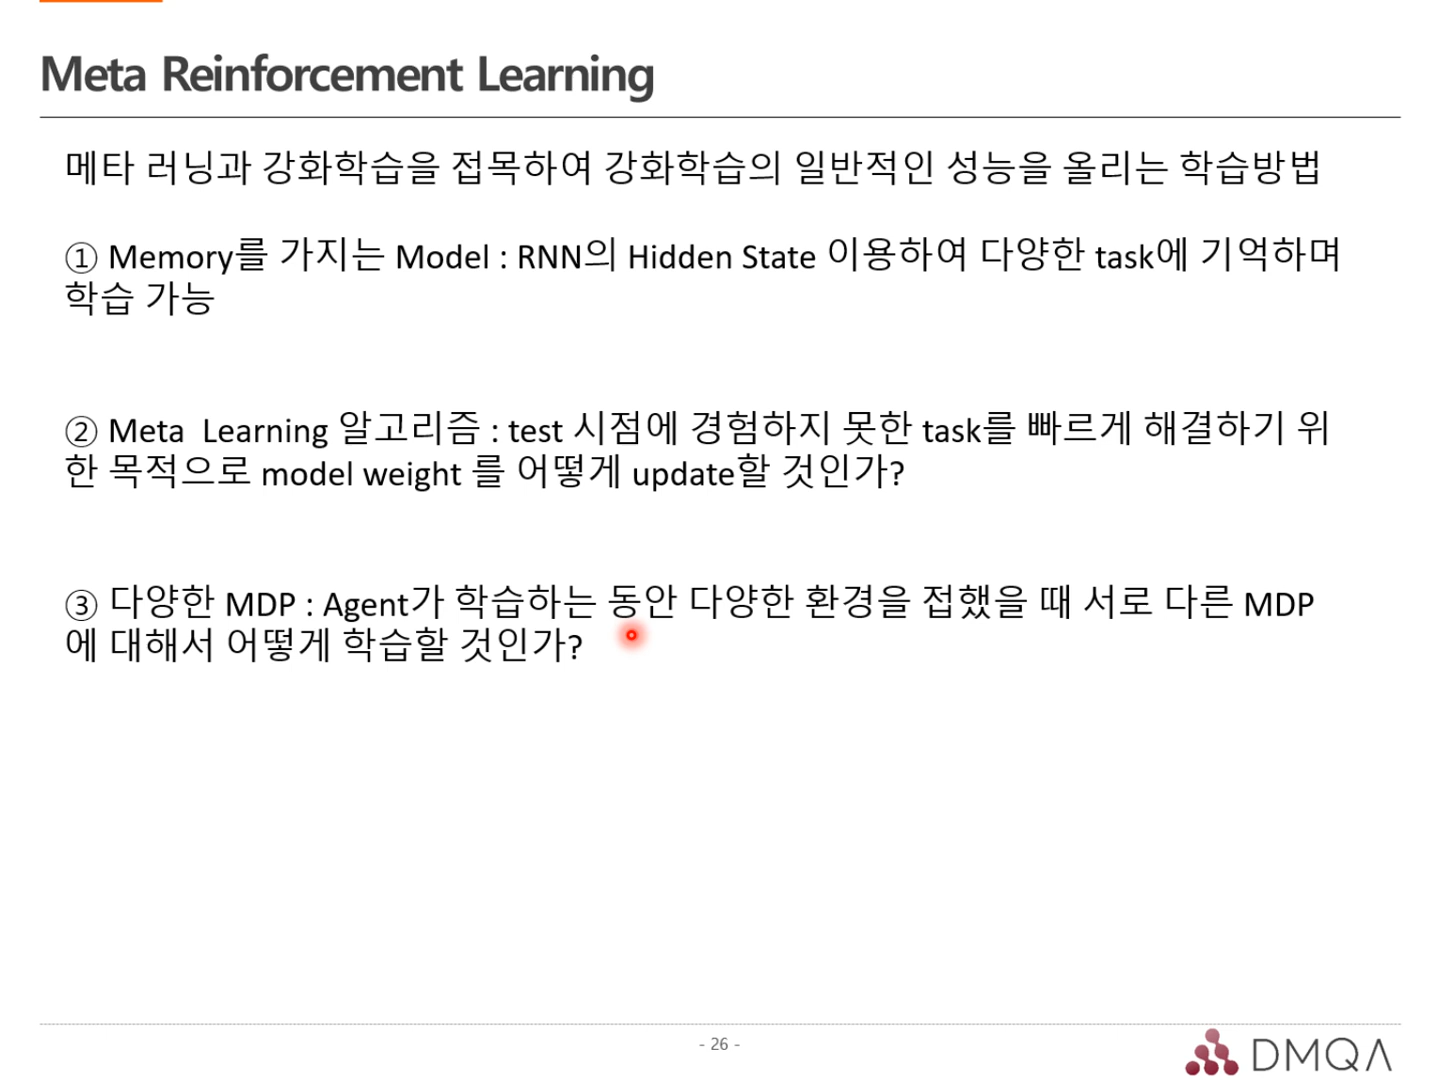 Meta Reinforcement Learning
메타 러닝과 강화학습을 접목하여 강화학습의 일반적인 성능을 올리는 학습방법
① Memory를 가지는 Model : RNN의 Hidden State 이용하여 다양한 task에 기억하며
학습 가능
② Meta  Learning 알고리즘 : test 시점에 경험하지 못한 task를 빠르게 해결하기 위
한 목적으로 model weight 를 어떻게 update할 것인가?
③ 다양한 MDP : Agent가 학습하는 동안 다양한 환경을 접했을 때 서로 다른 MDP
에 대해서 어떻게 학습할 것인가?
- 26 -
DMQA